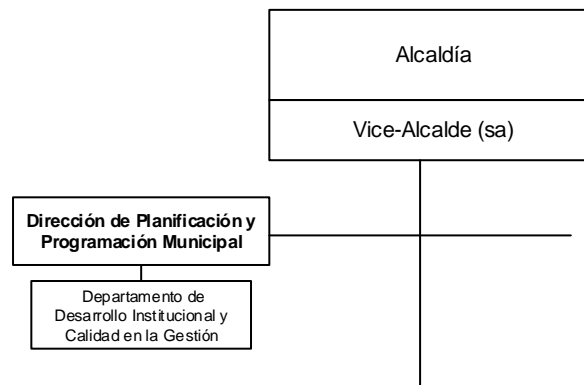 Alcaldía
Vice-Alcalde (sa)
Dirección de Planificación y
Programación Municipal
Departamento de
Desarrollo Institucional y
Calidad en la Gestión